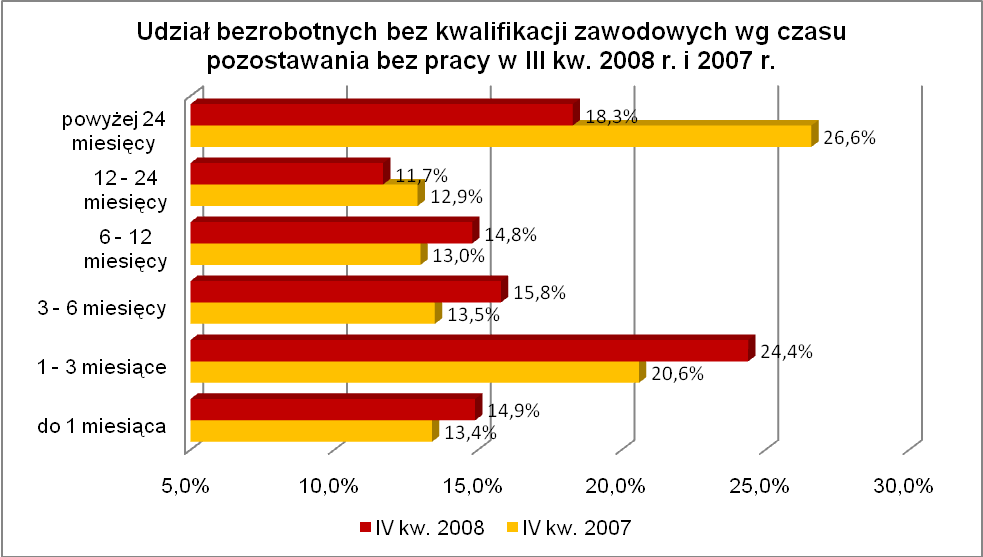 Udział bezrobotnych bez kwalifikacji zawodowych wg czasu
pozostawania bez pracy w III kw. 2008 r. i 2007 r.
powyżej 24
miesięcy
18,3%
26,6%
12 - 24
miesięcy
11,7%
12,9%
6 - 12
miesięcy
14,8%
13,0%
3 - 6 miesięcy
15,8%
13,5%
1 - 3 miesiące
24,4%
20,6%
do 1 miesiąca
14,9%
13,4%
5,0% 10,0% 15,0% 20,0% 25,0% 30,0%
IV kw. 2008 IV kw. 2007